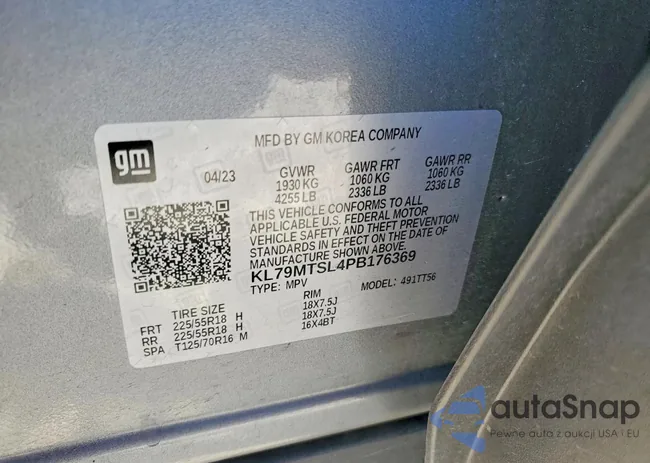 MFD BY GM KOREA COMPANY
gm
04/23 GVWR GAWR FRT GAWR RR
1930 KG 1060 KG 1060 KG
4255 LB 2336 LB 2336 LB
THIS VEHICLE CONFORMS TO ALL
APPLICABLE U.S. FEDERAL MOTOR
VEHICLE SAFETY AND THEFT PREVENTION
STANDARDS IN EFFECT ON THE DATE OF
MANUFACTURE SHOWN ABOVE.
KL79MTSL4PB176369
TYPE: MPV MODEL: 491TT56
TIRE SIZE RIM
FRT 225/55R18 H 18X7.5J
RR 225/55R18 H 18X7.5J
SPA T125/70R16 M 16X4BT
autaSnap
Pewne auta z aukcji USA i EU